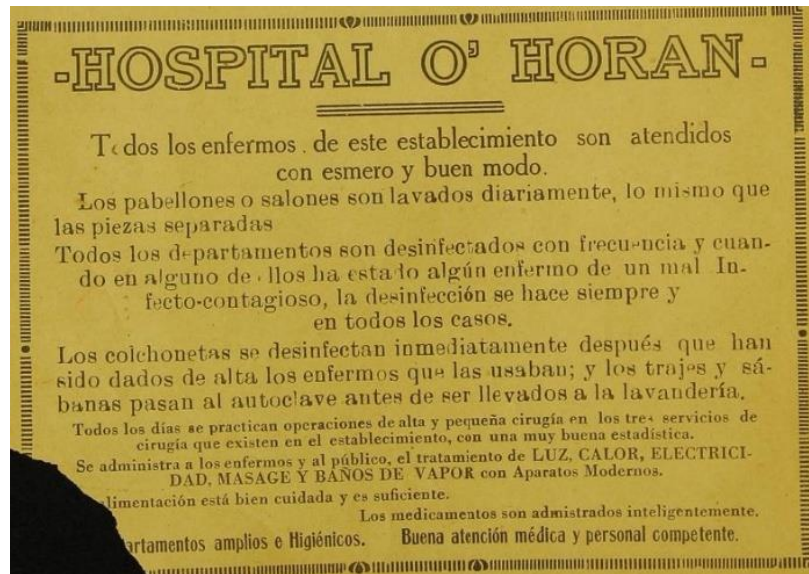 -HOSPITAL O' HORAN-
Todos los enfermos de este establecimiento son atendidos
con esmero y buen modo.
Los pabellones o salones son lavados diariamente, lo mismo que
las piezas separadas
Todos los departamentos son desinfectados con frecuencia y cuan-
do en alguno de ellos ha estado algún enfermo de un mal In-
fecto-contagioso, la desinfección se hace siempre y
en todos los casos.
Los colchonetas se desinfectan inmediatamente después que han
sido dados de alta los enfermos que las usaban; y los trajes y sá-
banas pasan al autoclave antes de ser llevados a la lavandería.
Todos los días se practican operaciones de alta y pequeña cirugía en los tres servicios de
cirugía que existen en el establecimiento, con una muy buena estadística.
Se administra a los enfermos y al público, el tratamiento de LUZ, CALOR, ELECTRICI-
DAD, MASAGE Y BAÑOS DE VAPOR con Aparatos Modernos.
alimentación está bien cuidada y es suficiente.
Los medicamentos son admistrados inteligentemente.
artamentos amplios e Higiénicos. Buena atención médica y personal competente.